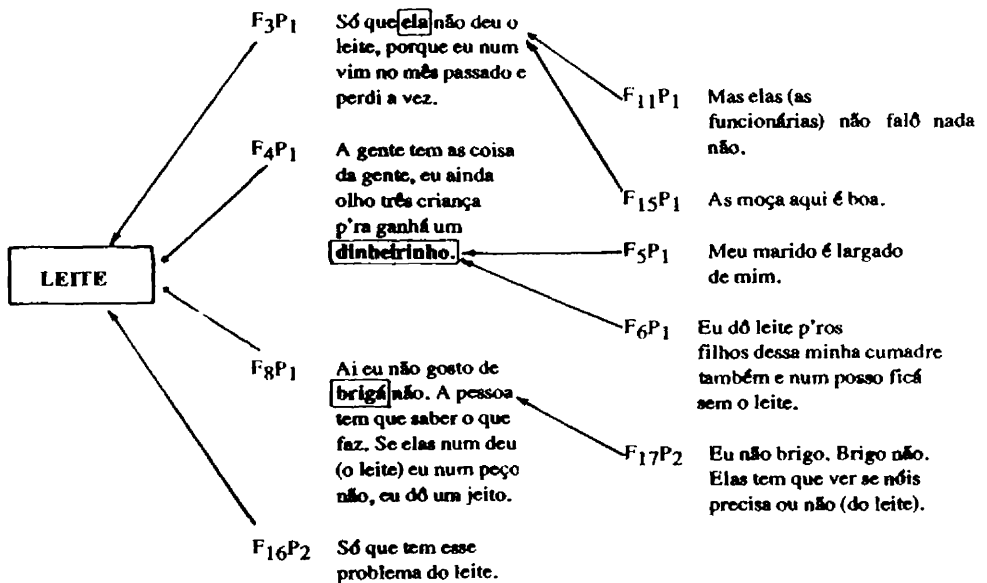 F3P1
Só que ela não deu o
leite, porque eu num
vim no mês passado e
perdi a vez.
F11P1
Mas elas (as
funcionárias) não falô nada
não.
F4P1
A gente tem as coisa
da gente, eu ainda
olho três criança
p'ra ganhá um
dinheirinho.
F15P1
As moça aqui é boa.
F5P1
Meu marido é largado
de mim.
LEITE
F6P1
Eu dô leite p'ros
filhos dessa minha cumadre
também e num posso ficá
sem o leite.
F8P1
Ai eu não gosto de
brigá não. A pessoa
tem que saber o que
faz. Se elas num deu
(o leite) eu num peço
não, eu dô um jeito.
F17P2
Eu não brigo. Brigo não.
Elas tem que ver se nóis
precisa ou não (do leite).
F16P2
Só que tem esse
problema do leite.